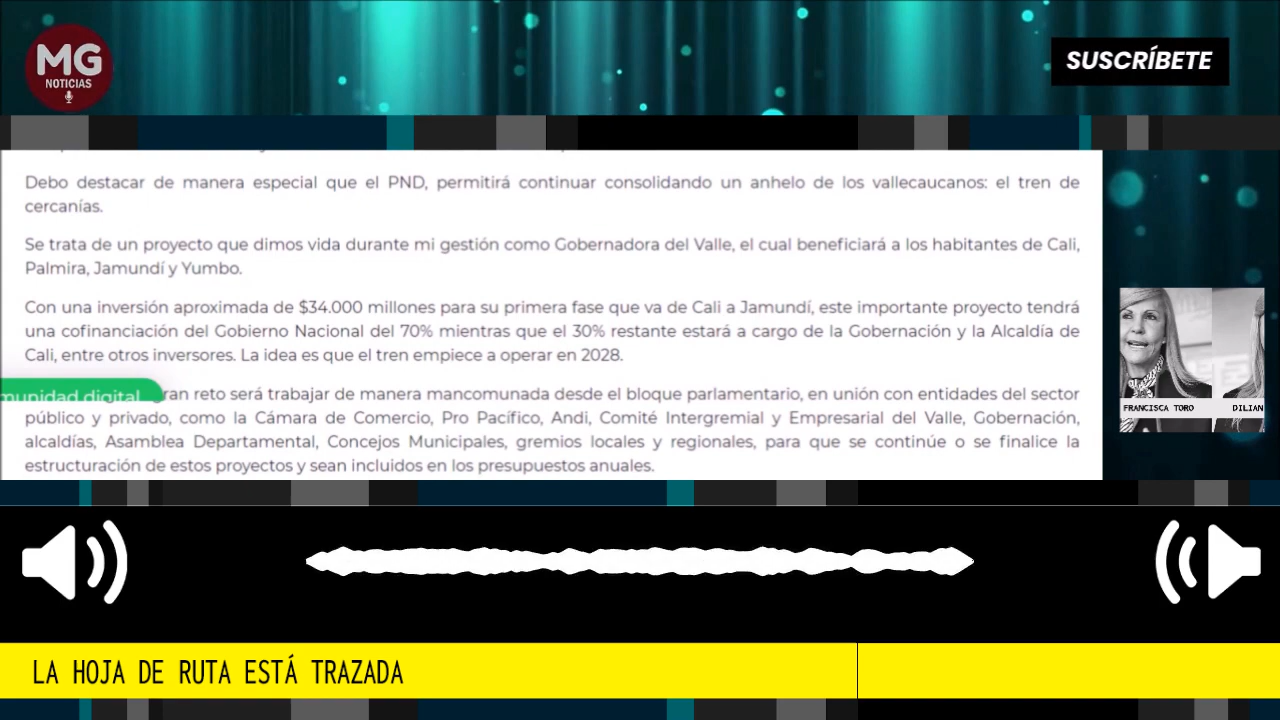 MG
NOTICIAS
SUSCRÍBETE
Debo destacar de manera especial que el PND, permitirá continuar consolidando un anhelo de los vallecaucanos: el tren de
cercanías.
Se trata de un proyecto que dimos vida durante mi gestión como Gobernadora del Valle, el cual beneficiará a los habitantes de Cali,
Palmira, Jamundí y Yumbo.
Con una inversión aproximada de $34.000 millones para su primera fase que va de Cali a Jamundí, este importante proyecto tendrá
una cofinanciación del Gobierno Nacional del 70% mientras que el 30% restante estará a cargo de la Gobernación y la Alcaldía de
Cali, entre otros inversores. La idea es que el tren empiece a operar en 2028.
munidad digital
ran reto será trabajar de manera mancomunada desde el bloque parlamentario, en unión con entidades del sector
público y privado, como la Cámara de Comercio, Pro Pacífico, Andi, Comité Intergremial y Empresarial del Valle, Gobernación,
alcaldías, Asamblea Departamental, Concejos Municipales, gremios locales y regionales, para que se continúe o se finalice la
estructuración de estos proyectos y sean incluidos en los presupuestos anuales.
FRANCISCA TORO DILIAN
LA HOJA DE RUTA ESTÁ TRAZADA